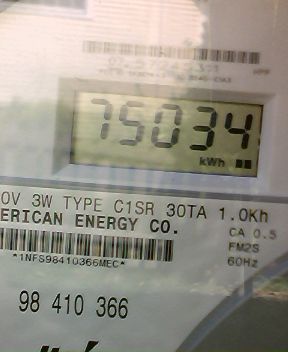 75034
kWh
0V 3W TYPE C1SR 30TA 1.0Kh
ERICAN ENERGY CO.
CA 0.5
FM2S
60Hz
*1NFS98410366MEC*
98 410 366